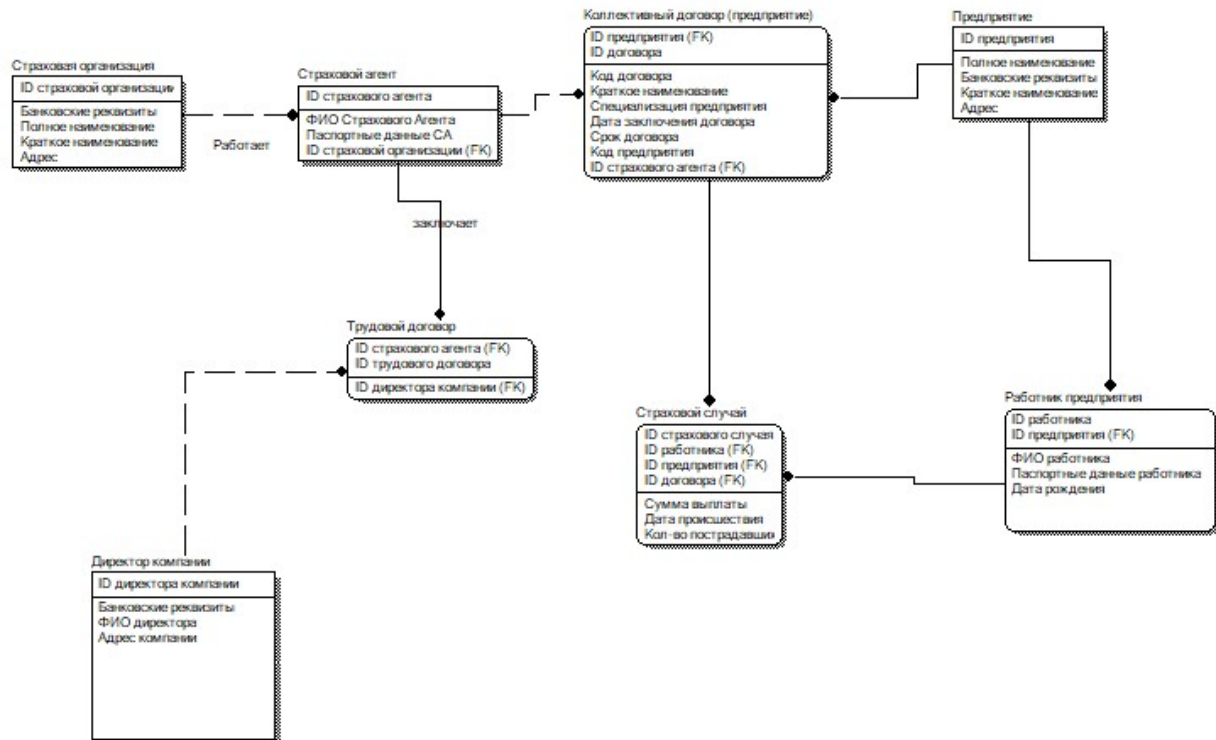 Коллективный договор (предприятие)
ID предприятия (FK)
ID договора
Код договора
Краткое наименование
Специализация предприятия
Дата заключения договора
Срок договора
Код предприятия
ID страхового агента (FK)
Предприятие
ID предприятия
Полное наименование
Банковские реквизиты
Краткое наименование
Адрес
Страховая организация
ID страховой организации
Банковские реквизиты
Полное наименование
Краткое наименование
Адрес
Работает
Страховой агент
ID страхового агента
ФИО Страхового Агента
Паспортные данные СА
ID страховой организации (FK)
заключает
Трудовой договор
ID страхового агента (FK)
ID трудового договора
ID директора компании (FK)
Страховой случай
ID страхового случая
ID работника (FK)
ID предприятия (FK)
ID договора (FK)
Сумма выплаты
Дата происшествия
Кол-во пострадавших
Работник предприятия
ID работника
ID предприятия (FK)
ФИО работника
Паспортные данные работника
Дата рождения
Директор компании
ID директора компании
Банковские реквизиты
ФИО директора
Адрес компании